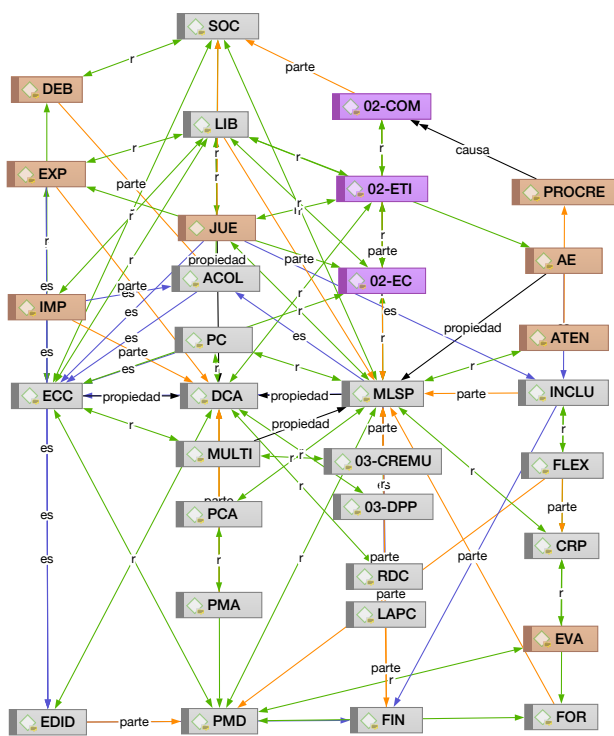 SOC
r
parte
DEB
02-COM
LIB
r
r
causa
r
EXP
parte
r
02-ETI
PROCRE
r
r
JUE
r
parte
AE
r
propiedad
parte
r
es
parte
ACOL
02-EC
es
IMP
es
propiedad
PC
r
es
parte
es
r
ATEN
es
es
r
r
r
ECC
propiedad
DCA
propiedad
MLSP
parte
INCLU
r
propiedad
r
MULTI
r
r
03-CREMU
parte
r
FLEX
r
r
parte
PCA
03-DPP
parte
es
CRP
es
r
r
r
parte
parte
RDC
parte
r
PMA
LAPC
EVA
parte
r
EDID
parte
PMD
FIN
FOR